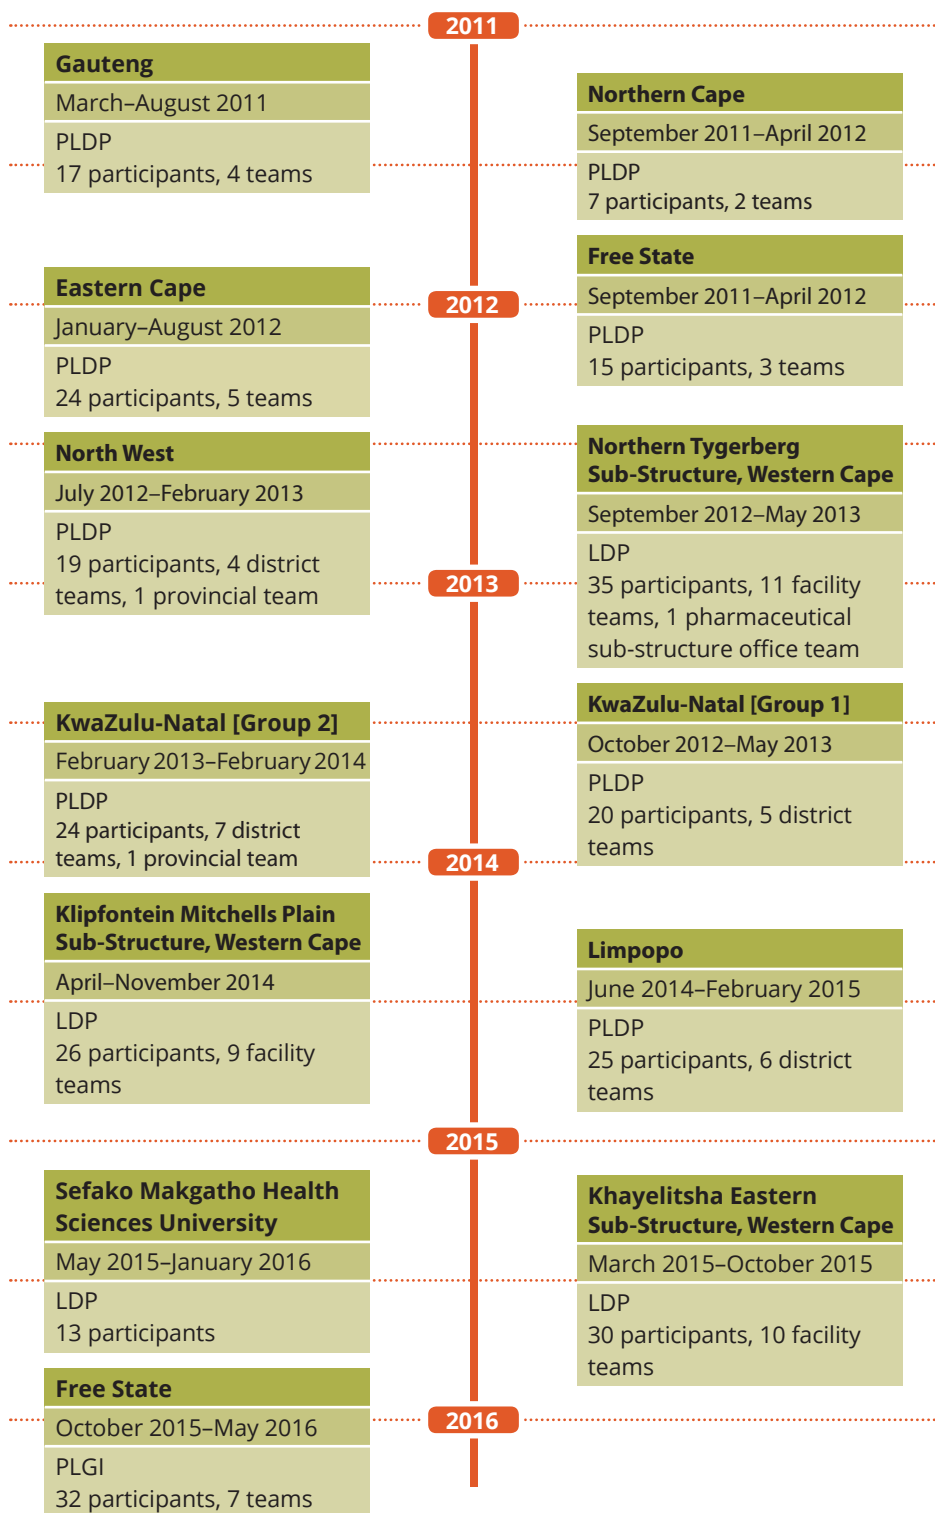 2011
Gauteng
March–August 2011
PLDP
17 participants, 4 teams
Northern Cape
September 2011–April 2012
PLDP
7 participants, 2 teams
Free State
September 2011–April 2012
PLDP
15 participants, 3 teams
Eastern Cape
January–August 2012
PLDP
24 participants, 5 teams
2012
North West
July 2012–February 2013
PLDP
19 participants, 4 district
teams, 1 provincial team
Northern Tygerberg
Sub-Structure, Western Cape
September 2012–May 2013
LDP
35 participants, 11 facility
teams, 1 pharmaceutical
sub-structure office team
2013
KwaZulu-Natal [Group 2]
February 2013–February 2014
PLDP
24 participants, 7 district
teams, 1 provincial team
KwaZulu-Natal [Group 1]
October 2012–May 2013
PLDP
20 participants, 5 district
teams
2014
Klipfontein Mitchells Plain
Sub-Structure, Western Cape
April–November 2014
LDP
26 participants, 9 facility
teams
Limpopo
June 2014–February 2015
PLDP
25 participants, 6 district
teams
2015
Sefako Makgatho Health
Sciences University
May 2015–January 2016
LDP
13 participants
Khayelitsha Eastern
Sub-Structure, Western Cape
March 2015–October 2015
LDP
30 participants, 10 facility
teams
Free State
October 2015–May 2016
PLGI
32 participants, 7 teams
2016